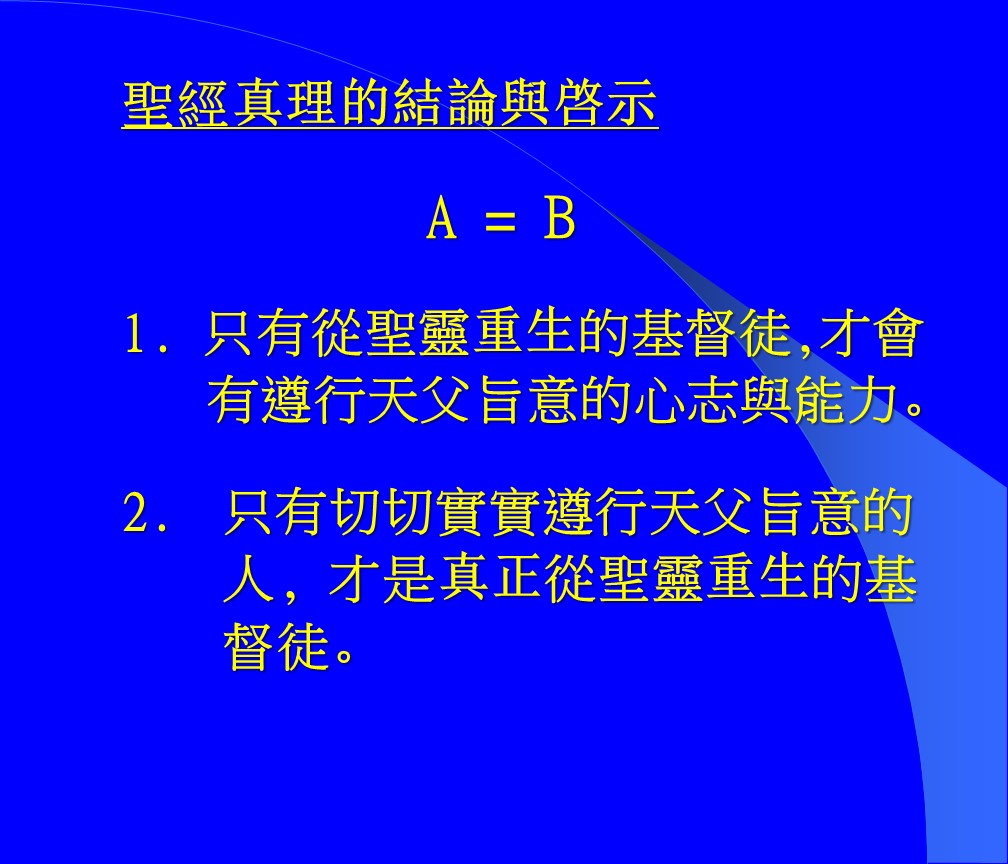 聖經真理的結論與啓示
A = B
1. 只有從聖靈重生的基督徒,才會
有遵行天父旨意的心志與能力。
2. 只有切切實實遵行天父旨意的
人, 才是真正從聖靈重生的基
督徒。